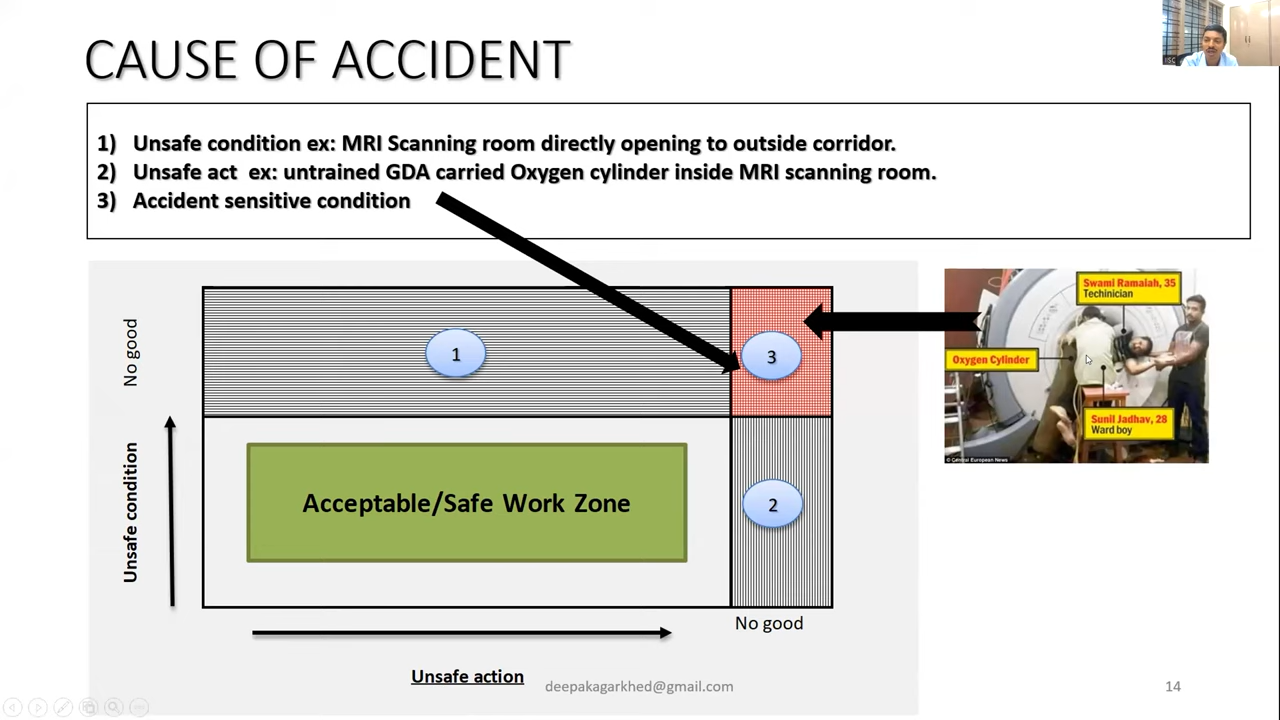 CAUSE OF ACCIDENT
1) Unsafe condition ex: MRI Scanning room directly opening to outside corridor.
2) Unsafe act ex: untrained GDA carried Oxygen cylinder inside MRI scanning room.
3) Accident sensitive condition
No good
Unsafe condition
1
3
Acceptable/Safe Work Zone
2
No good
Unsafe action
Swami Ramaiah, 35
Techinician
Oxygen Cylinder
Sunil Jadhav, 28
Ward boy
© Central European News
deepakagarkhed@gmail.com
14